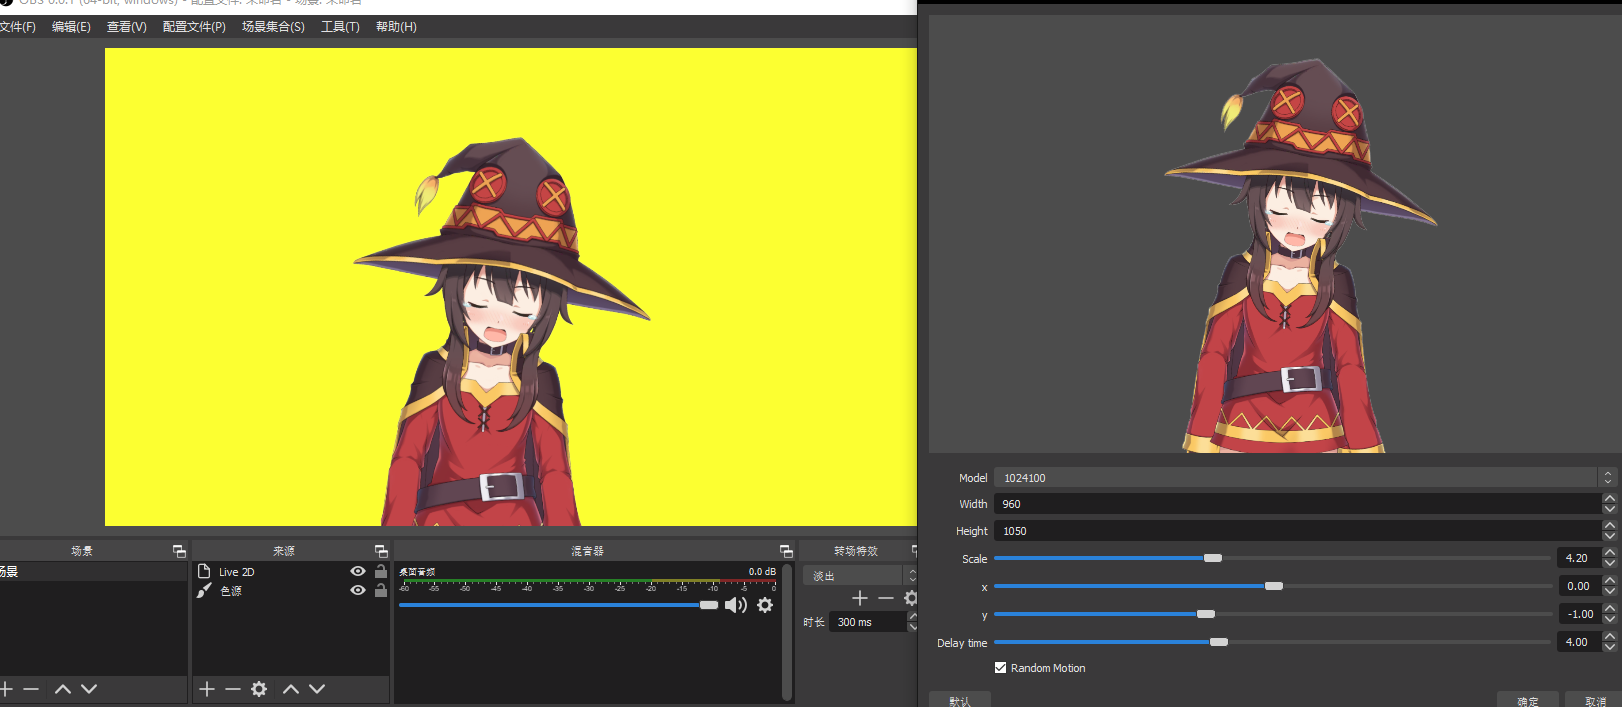 OBS 0.0.1 (64-bit, windows) - 配置文件: 未命名 - 场景: 未命名
文件(F) 编辑(E) 查看(V) 配置文件(P) 场景集合(S) 工具(T) 帮助(H)
场景
场景
来源
Live 2D
色源
混音器
桌面音频
0.0 dB
-60 -55 -50 -45 -40 -35 -30 -25 -20 -15 -10 -5 0
转场特效
淡出
时长 300 ms
Model 1024100
Width 960
Height 1050
Scale 4.20
x 0.00
y -1.00
Delay time 4.00
Random Motion
默认 确定 取消